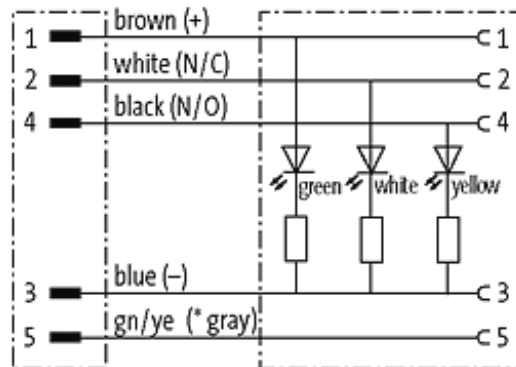 1 brown (+) 1
2 white (N/C) 2
4 black (N/O) 4
green white yellow
3 blue (–) 3
5 gn/ye (* gray) 5